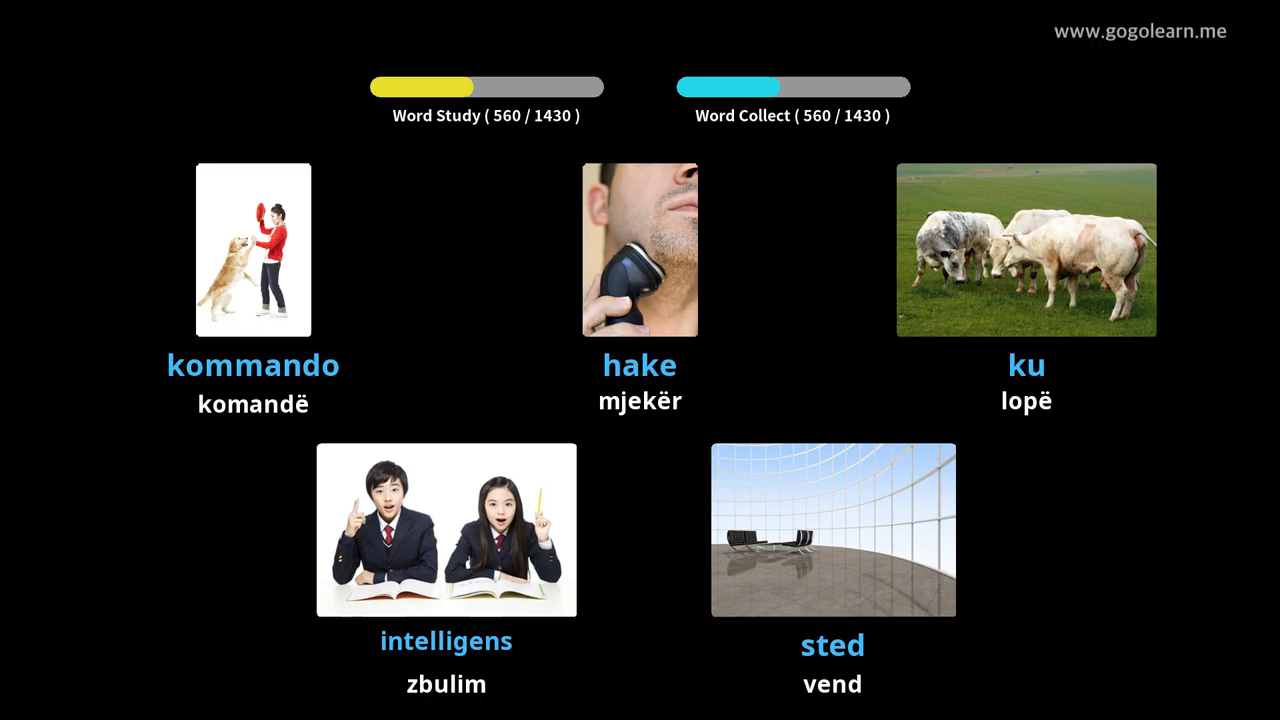 www.gogolearn.me
Word Study ( 560 / 1430 )
Word Collect ( 560 / 1430 )
kommando
komandë
hake
mjekër
ku
lopë
intelligens
zbulim
sted
vend